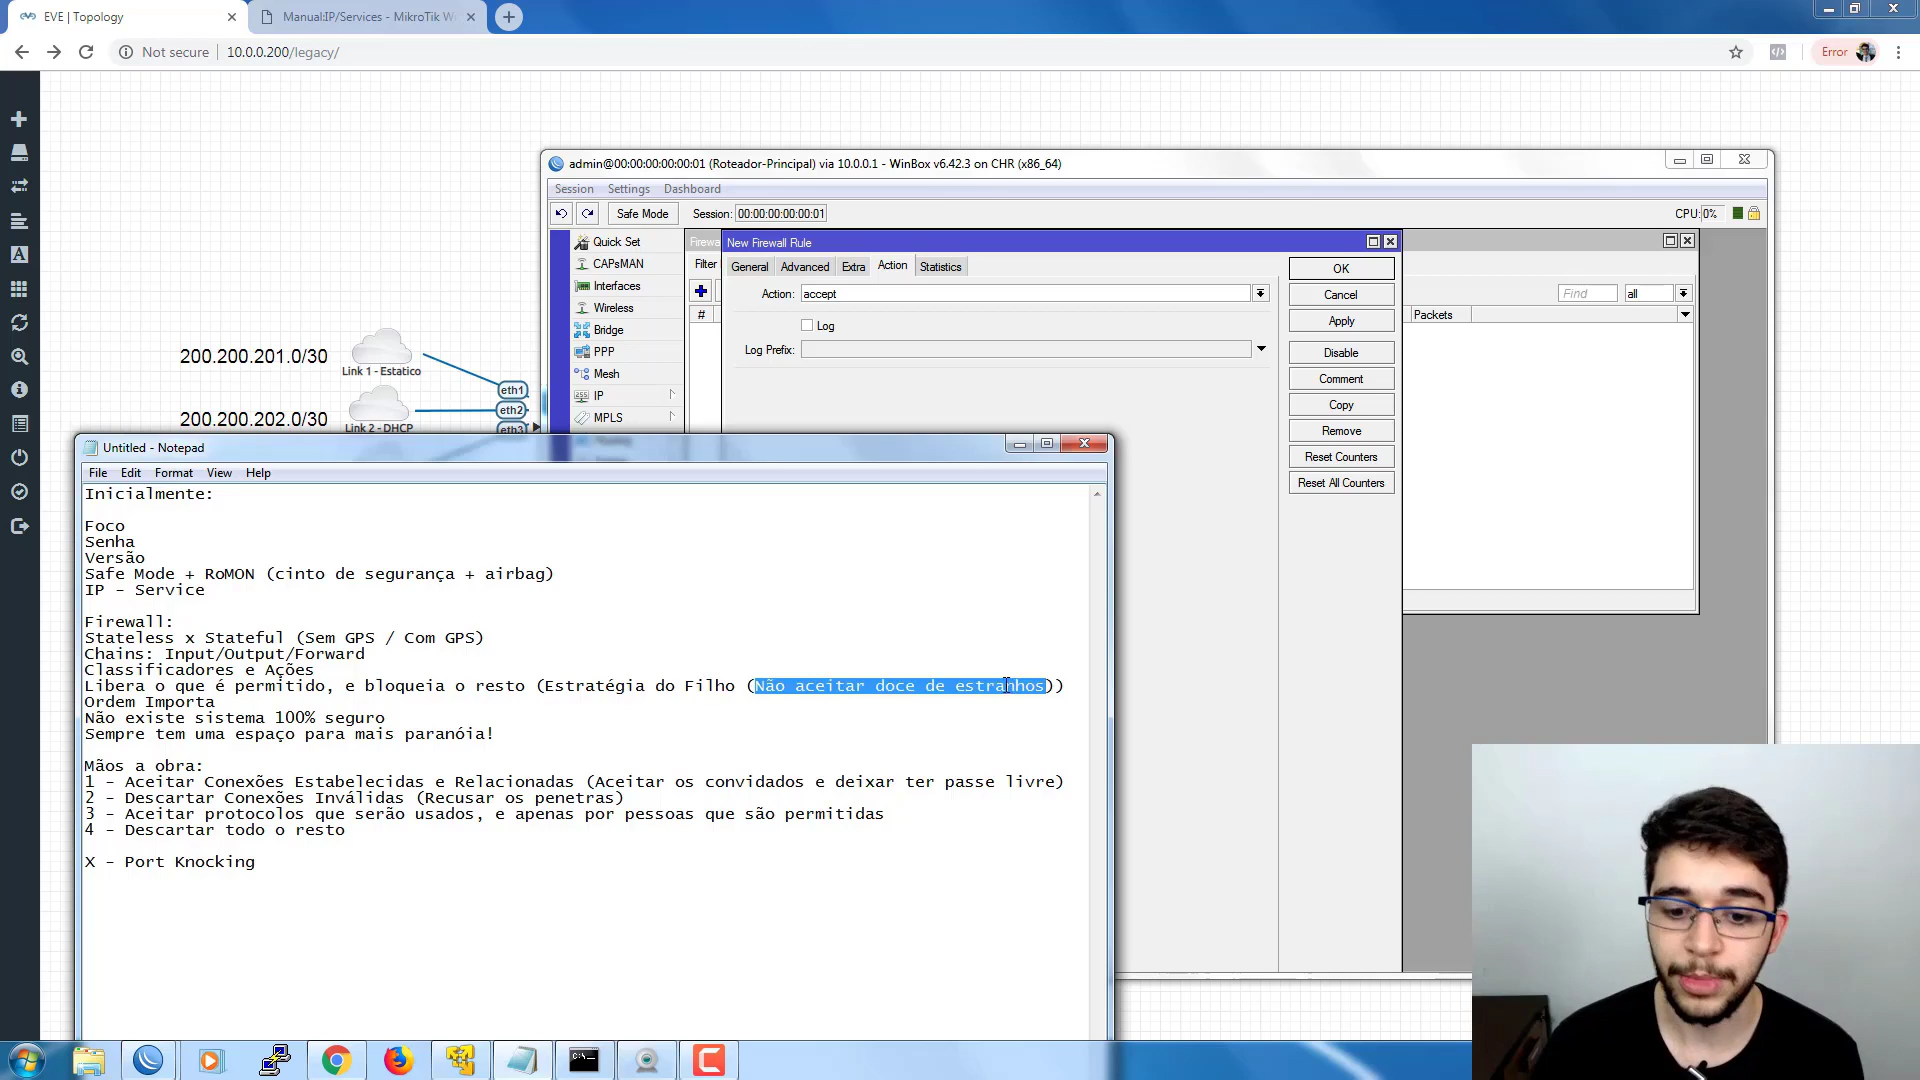 EVE | Topology
Manual:IP/Services - MikroTik W
Not secure
10.0.0.200/legacy/
Error
admin@00:00:00:00:00:01 (Roteador-Principal) via 10.0.0.1 - WinBox v6.42.3 on CHR (x86_64)
Session Settings Dashboard
Safe Mode
Session: 00:00:00:00:00:01
CPU: 0%
Quick Set
CAPsMAN
Interfaces
Wireless
Bridge
PPP
Mesh
IP
MPLS
Filter
#
New Firewall Rule
General Advanced Extra Action Statistics
Action: accept
Log
Log Prefix:
OK
Cancel
Apply
Disable
Comment
Copy
Remove
Reset Counters
Reset All Counters
Find
all
Packets
200.200.201.0/30
Link 1 - Estatico
eth1
200.200.202.0/30
Link 2 - DHCP
eth2
eth3
Untitled - Notepad
File Edit Format View Help
Inicialmente:
Foco
Senha
Versão
Safe Mode + RoMON (cinto de segurança + airbag)
IP - Service
Firewall:
Stateless x Stateful (Sem GPS / Com GPS)
Chains: Input/Output/Forward
Classificadores e Ações
Libera o que é permitido, e bloqueia o resto (Estratégia do Filho (Não aceitar doce de estranhos))
Ordem Importa
Não existe sistema 100% seguro
Sempre tem uma espaço para mais paranóia!
Mãos a obra:
1 - Aceitar Conexões Estabelecidas e Relacionadas (Aceitar os convidados e deixar ter passe livre)
2 - Descartar Conexões Inválidas (Recusar os penetras)
3 - Aceitar protocolos que serão usados, e apenas por pessoas que são permitidas
4 - Descartar todo o resto
X - Port Knocking